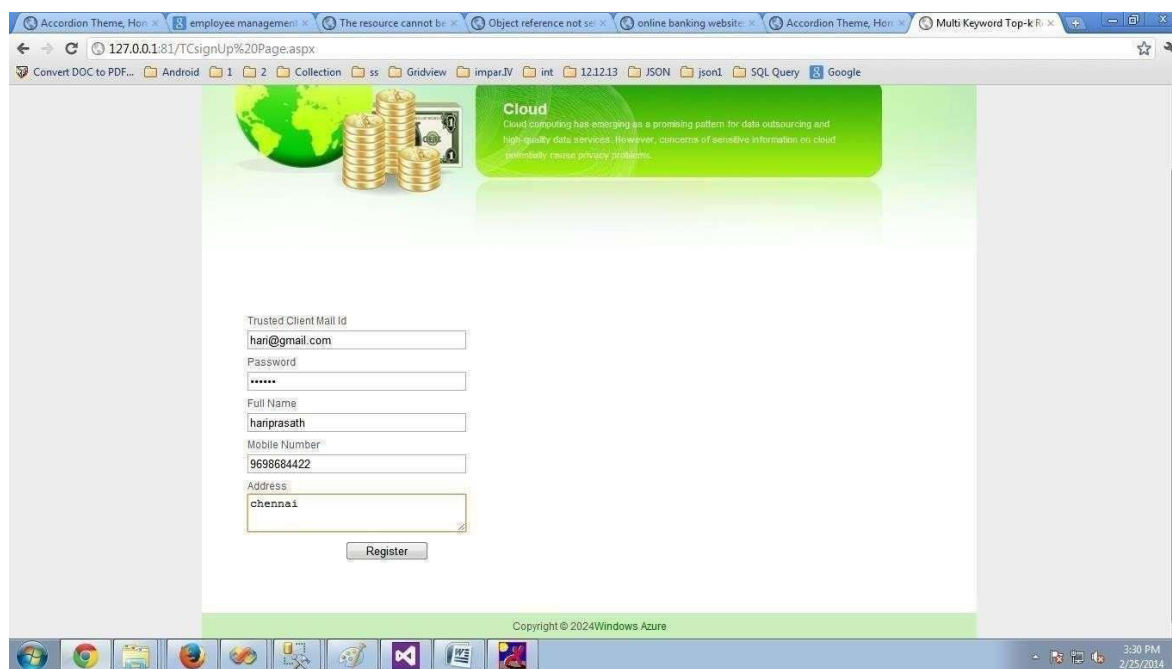 Accordion Theme, Hon
employee management
The resource cannot be
Object reference not set
online banking website:
Accordion Theme, Hom
Multi Keyword Top-k R
127.0.0.1:81/TCsignUp%20Page.aspx
Convert DOC to PDF... Android 1 2 Collection ss Gridview impar.IV int 12.12.13 JSON json1 SQL Query Google
Cloud
Cloud computing has emerging as a promising pattern for data outsourcing and
high-quality data services. However, concerns of sensitive information on cloud
potentially cause privacy problems.
Trusted Client Mail Id
hari@gmail.com
Password
••••••
Full Name
hariprasath
Mobile Number
9698684422
Address
chennai
Register
Copyright © 2024Windows Azure
3:30 PM
2/25/2014